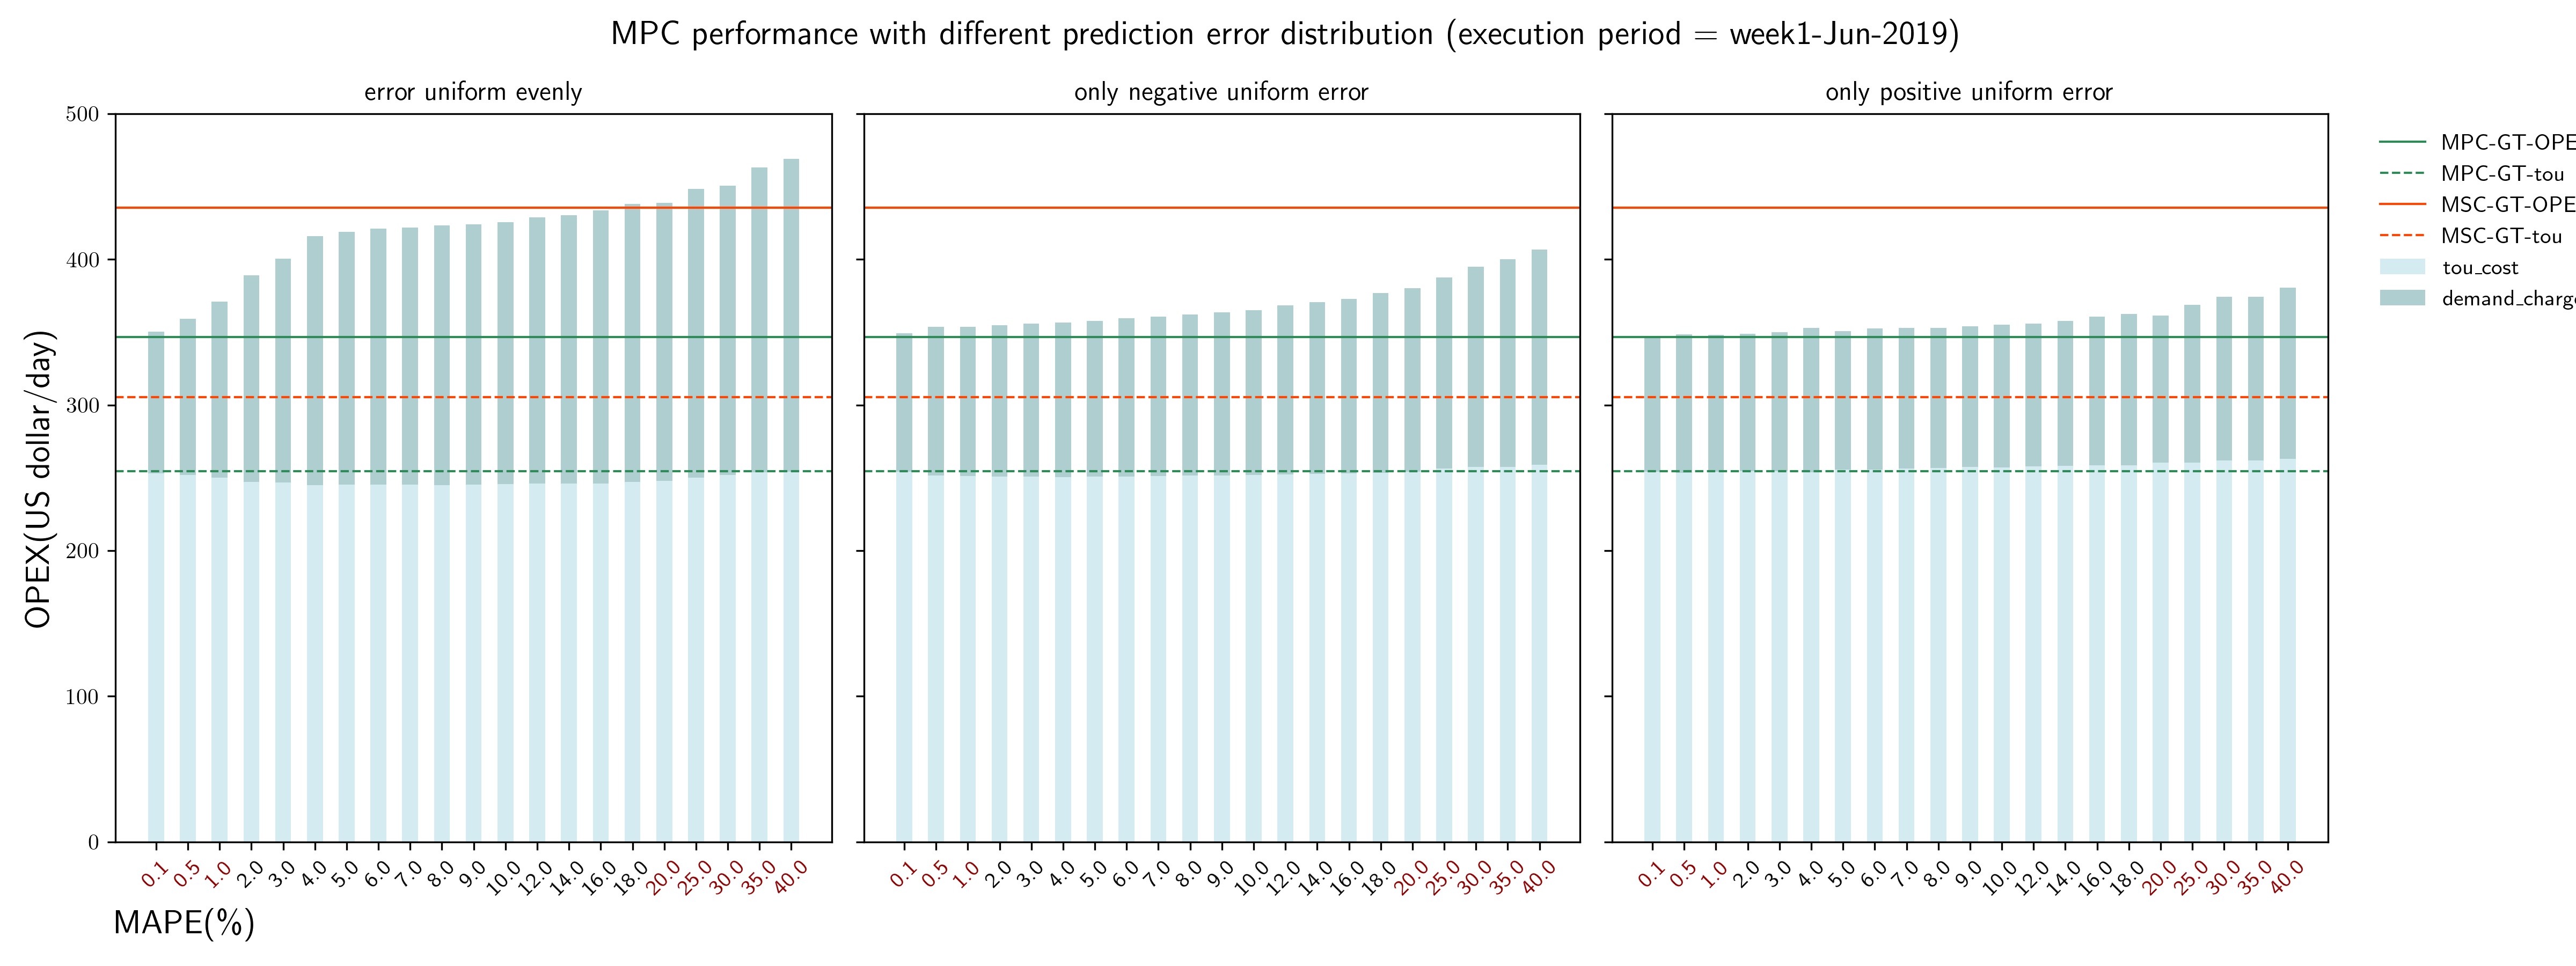 MPC performance with different prediction error distribution (execution period = week1-Jun-2019)
error uniform evenly
only negative uniform error
only positive uniform error
OPEX(US dollar/day)
500
400
300
200
100
0
0.1 0.5 1.0 2.0 3.0 4.0 5.0 6.0 7.0 8.0 9.0 10.0 12.0 14.0 16.0 18.0 20.0 25.0 30.0 35.0 40.0
0.1 0.5 1.0 2.0 3.0 4.0 5.0 6.0 7.0 8.0 9.0 10.0 12.0 14.0 16.0 18.0 20.0 25.0 30.0 35.0 40.0
0.1 0.5 1.0 2.0 3.0 4.0 5.0 6.0 7.0 8.0 9.0 10.0 12.0 14.0 16.0 18.0 20.0 25.0 30.0 35.0 40.0
MAPE(%)
MPC-GT-OPE
MPC-GT-tou
MSC-GT-OPE
MSC-GT-tou
tou_cost
demand_charg